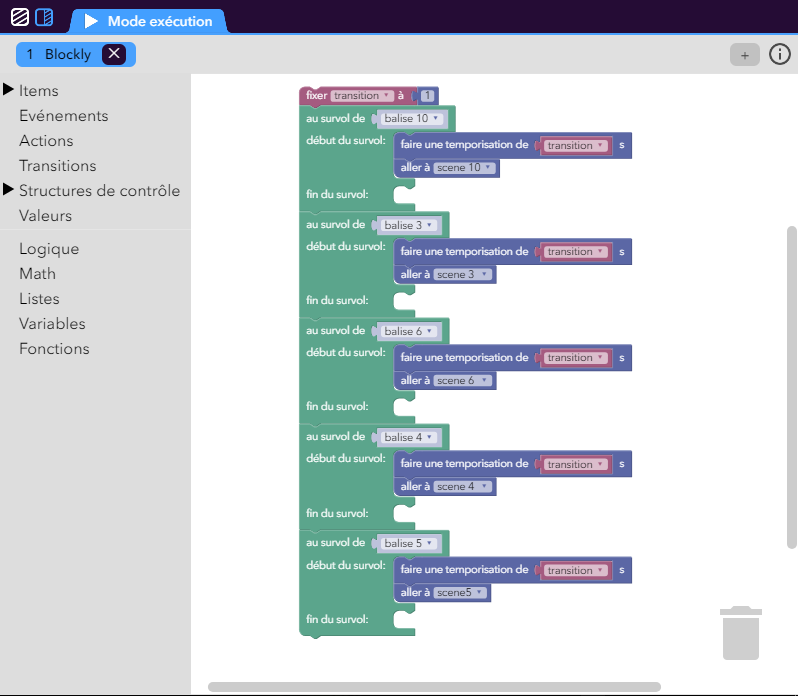 Mode exécution
1 Blockly
+
Items
Evénements
Actions
Transitions
Structures de contrôle
Valeurs
Logique
Math
Listes
Variables
Fonctions
fixer transition à 1
au survol de balise 10
début du survol: faire une temporisation de transition s
aller à scene 10
fin du survol:
au survol de balise 3
début du survol: faire une temporisation de transition s
aller à scene 3
fin du survol:
au survol de balise 6
début du survol: faire une temporisation de transition s
aller à scene 6
fin du survol:
au survol de balise 4
début du survol: faire une temporisation de transition s
aller à scene 4
fin du survol:
au survol de balise 5
début du survol: faire une temporisation de transition s
aller à scene5
fin du survol: